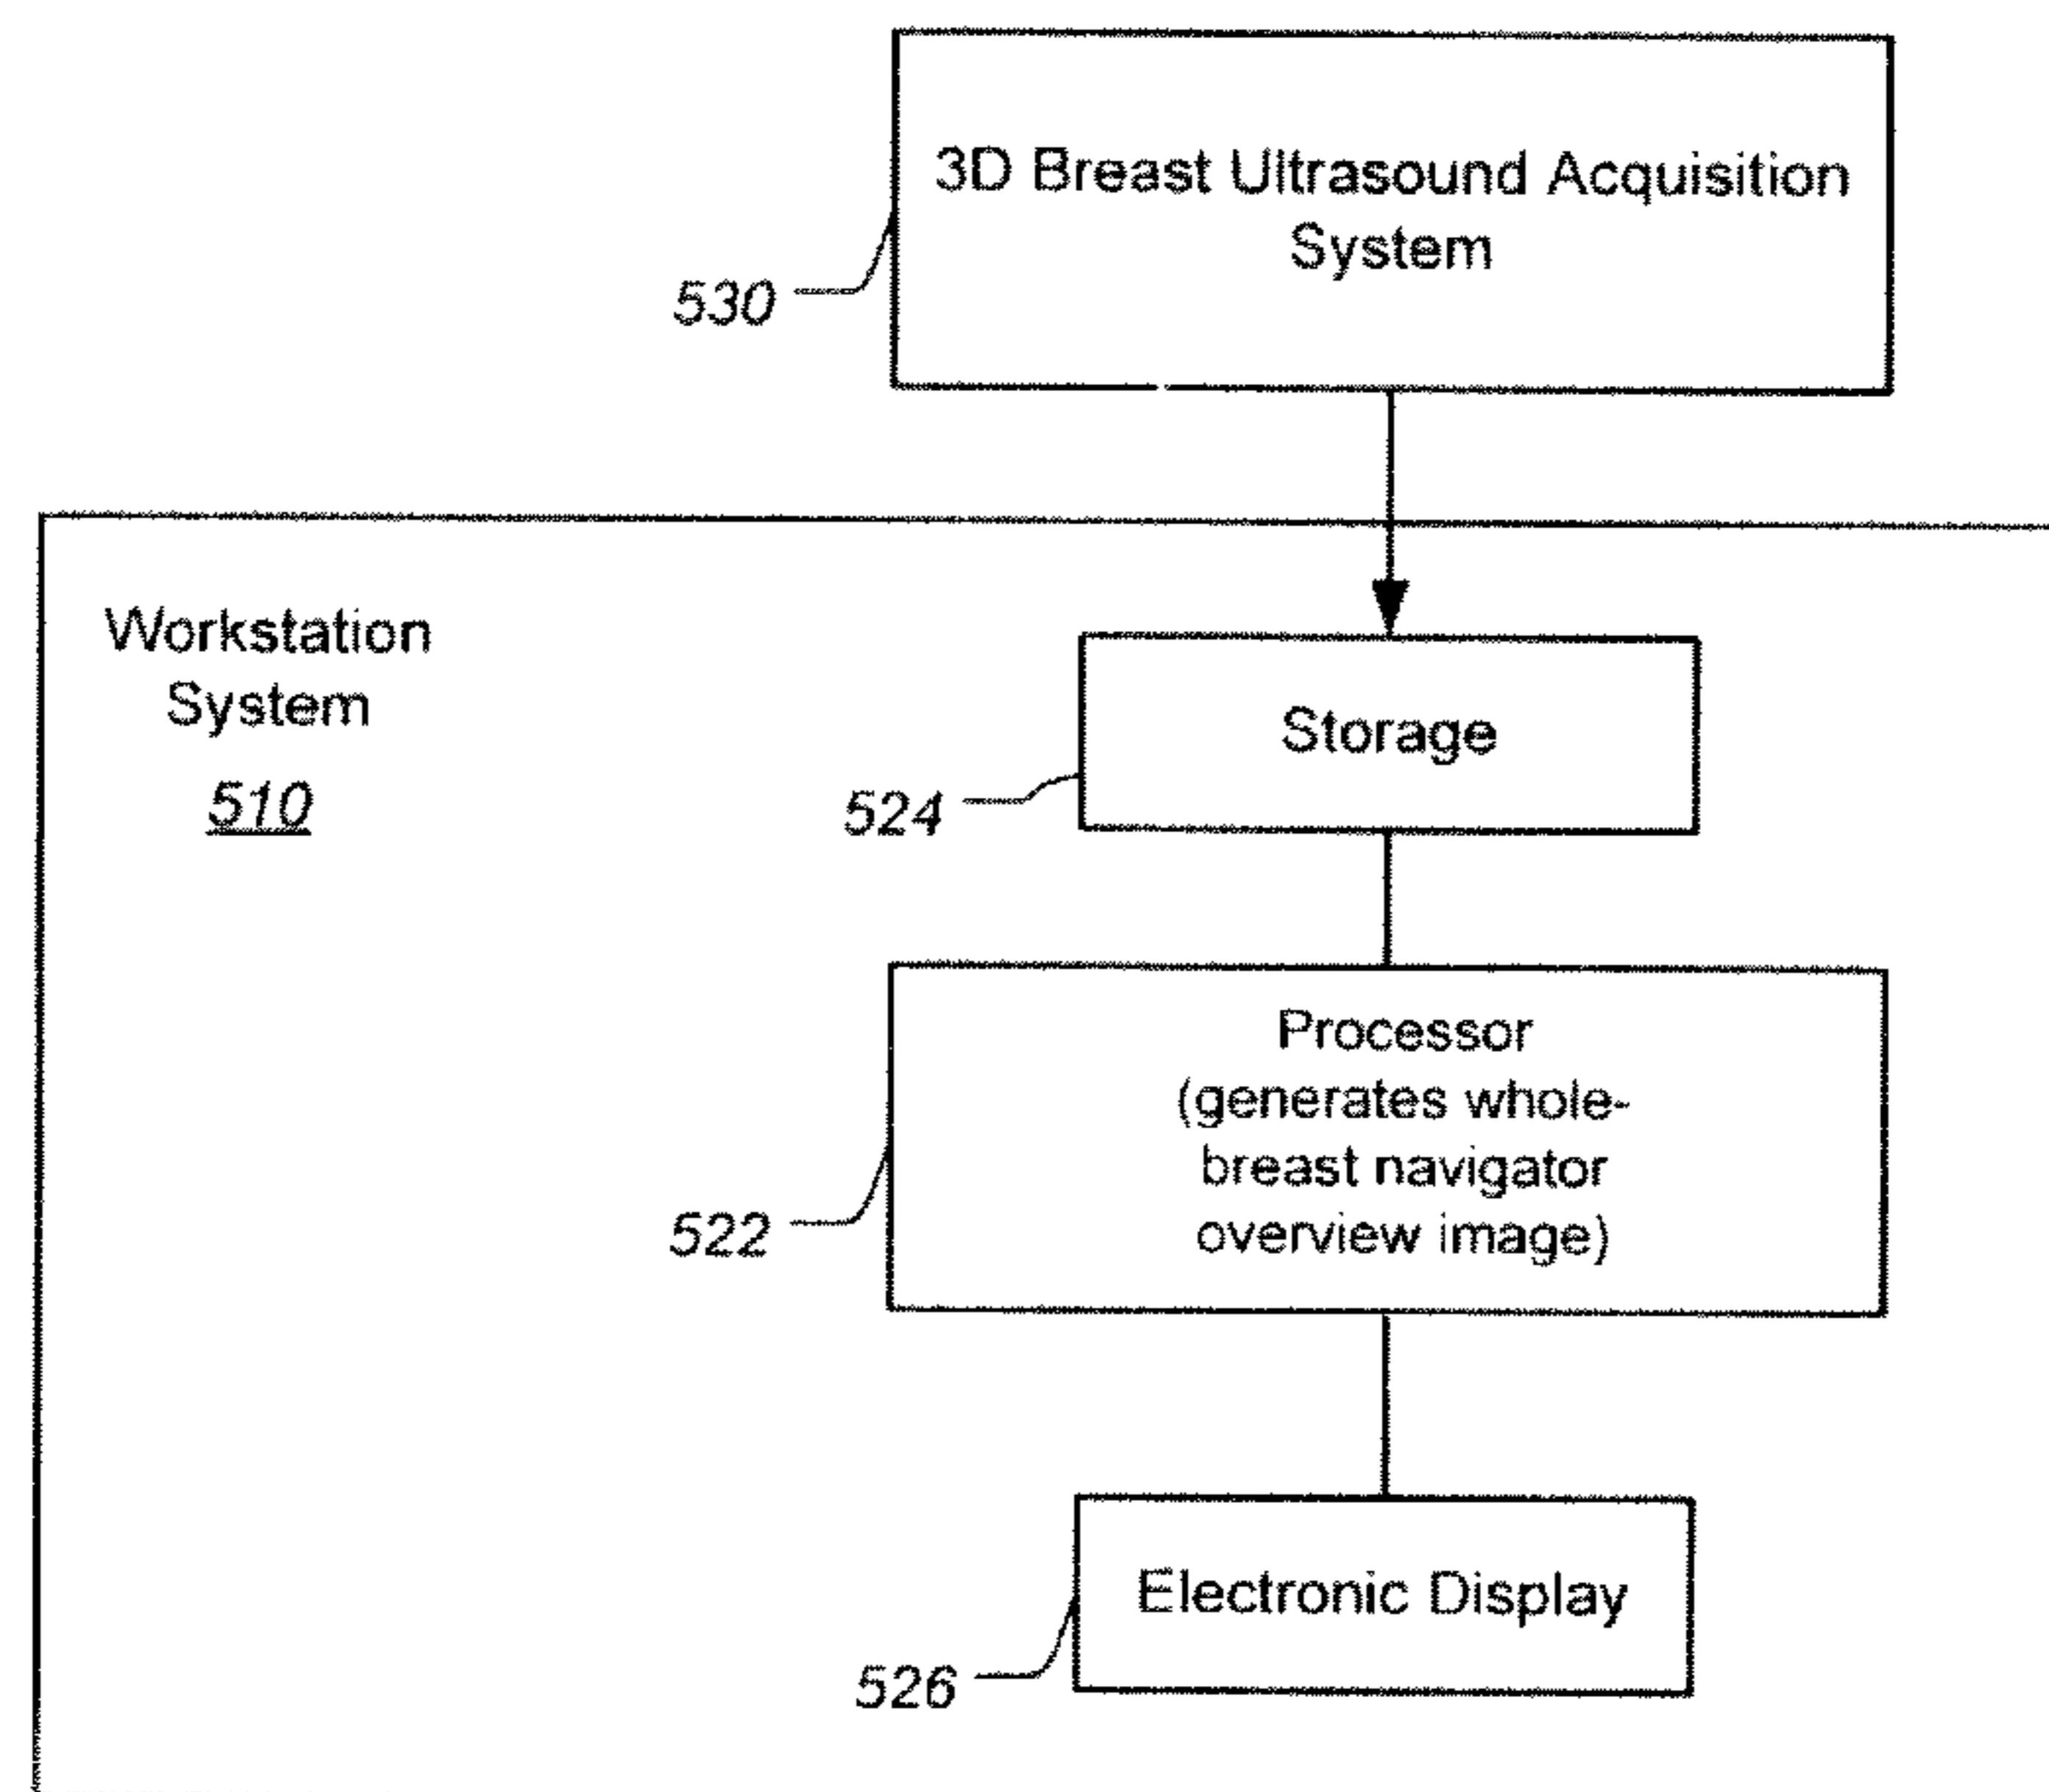 3D Breast Ultrasound Acquisition
System
530
Workstation
System
510
Storage
524
Processor
(generates whole-
breast navigator
overview image)
522
Electronic Display
526